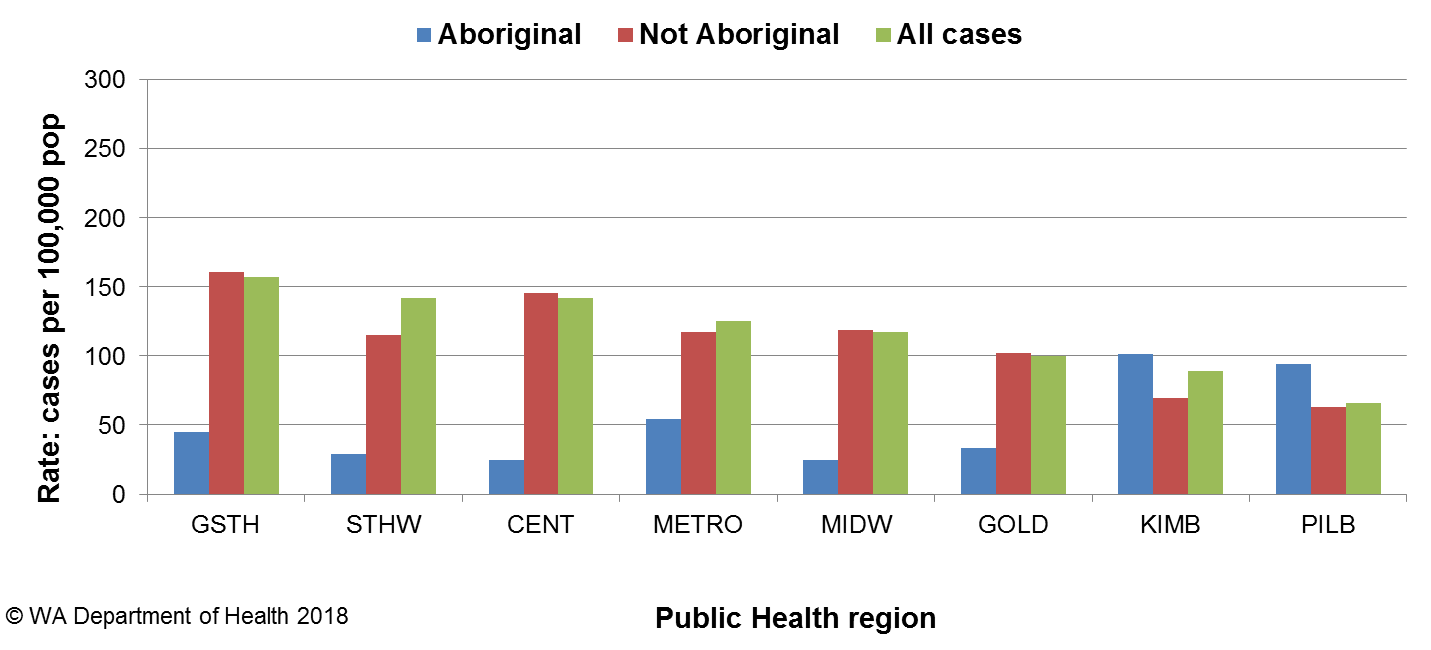 Aboriginal Not Aboriginal All cases
Rate: cases per 100,000 pop
300
250
200
150
100
50
0
GSTH STHW CENT METRO MIDW GOLD KIMB PILB
Public Health region
© WA Department of Health 2018